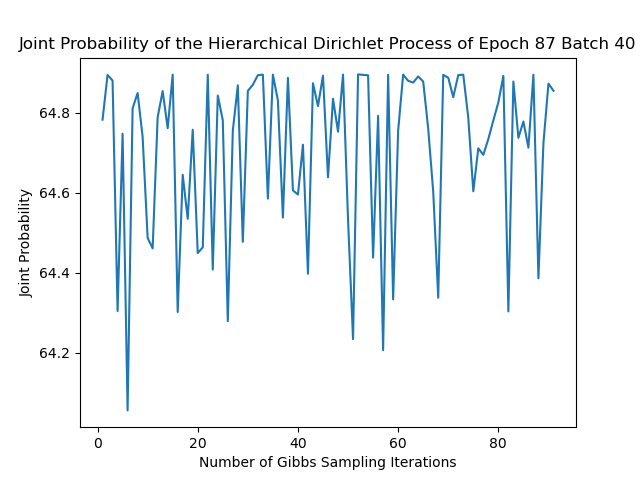 Joint Probability of the Hierarchical Dirichlet Process of Epoch 87 Batch 40
64.8
64.6
64.4
64.2
Joint Probability
0 20 40 60 80
Number of Gibbs Sampling Iterations